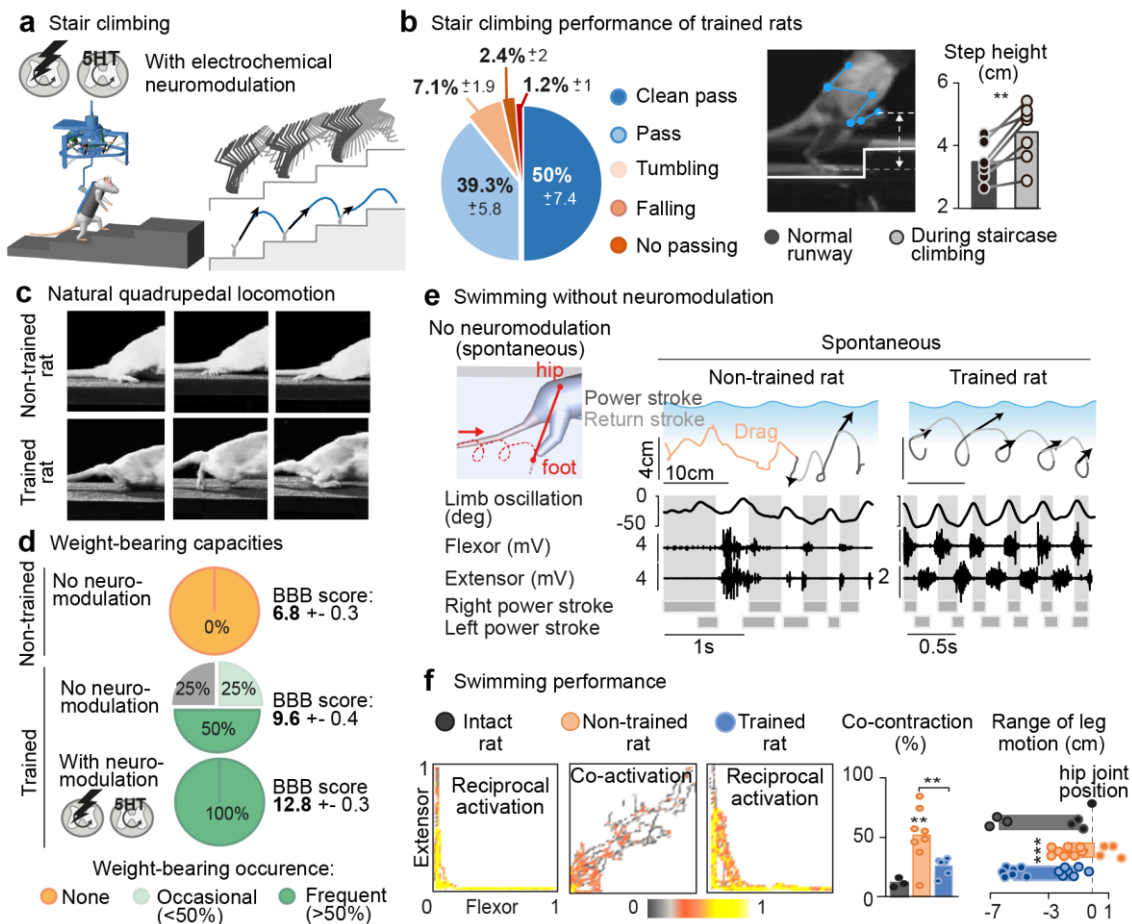 a Stair climbing
5HT
With electrochemical
neuromodulation
b Stair climbing performance of trained rats
2.4% ±2
7.1% ±1.9
1.2% ±1
39.3%
±5.8
50%
±7.4
Clean pass
Pass
Tumbling
Falling
No passing
Step height
(cm)
6
**
4
2
Normal
runway
During staircase
climbing
c Natural quadrupedal locomotion
Non-trained
rat
Trained
rat
d Weight-bearing capacities
Non-trained
No neuro-
modulation
0%
BBB score:
6.8 +- 0.3
Trained
No neuro-
modulation
25%
25%
50%
BBB score:
9.6 +- 0.4
With neuro-
modulation
5HT
100%
BBB score
12.8 +- 0.3
Weight-bearing occurence:
None
Occasional
(<50%)
Frequent
(>50%)
e Swimming without neuromodulation
No neuromodulation
(spontaneous)
hip
foot
Spontaneous
Non-trained rat
Trained rat
Power stroke
Return stroke
Drag
4cm
10cm
Limb oscillation
(deg)
0
-50
Flexor (mV)
4
Extensor (mV)
4
2
Right power stroke
Left power stroke
1s
0.5s
f Swimming performance
Intact
rat
Non-trained
rat
Trained
rat
Extensor
1
0
Flexor
1
Reciprocal
activation
Co-activation
Reciprocal
activation
0
1
Co-contraction
(%)
100
50
0
**
**
Range of leg
motion (cm)
hip joint
position
***
-7
-3
0
1